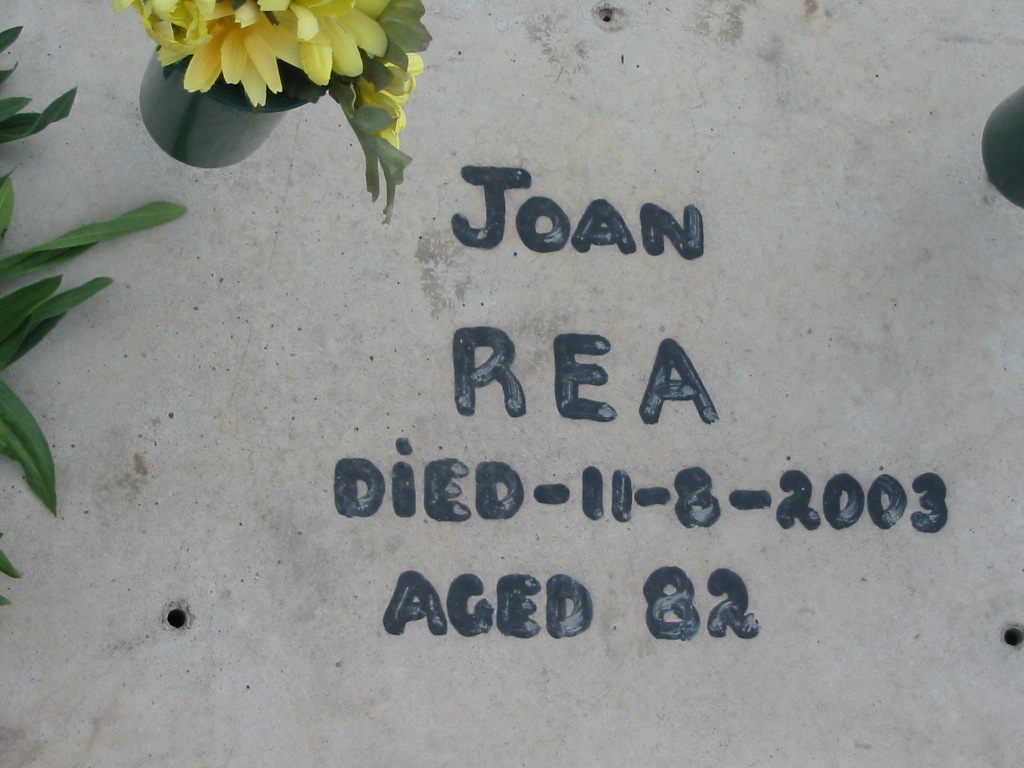 JOAN
REA
DiED-11-8-2003
AGED 82